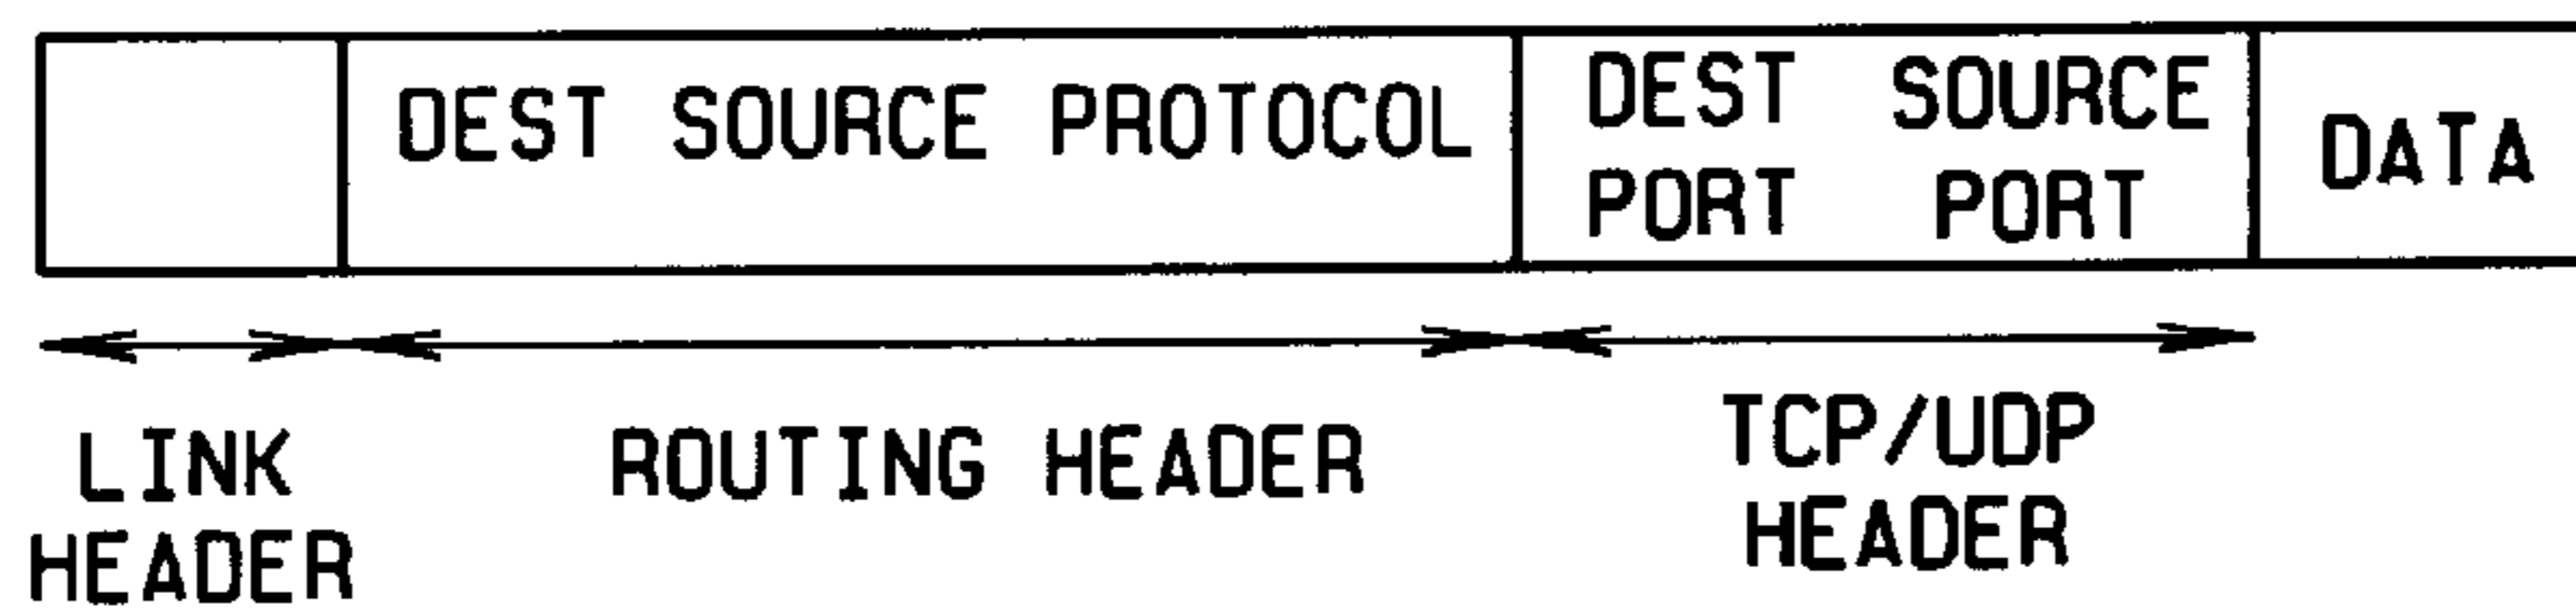 DEST SOURCE PROTOCOL
DEST SOURCE
PORT PORT
DATA
LINK
HEADER
ROUTING HEADER
TCP/UDP
HEADER